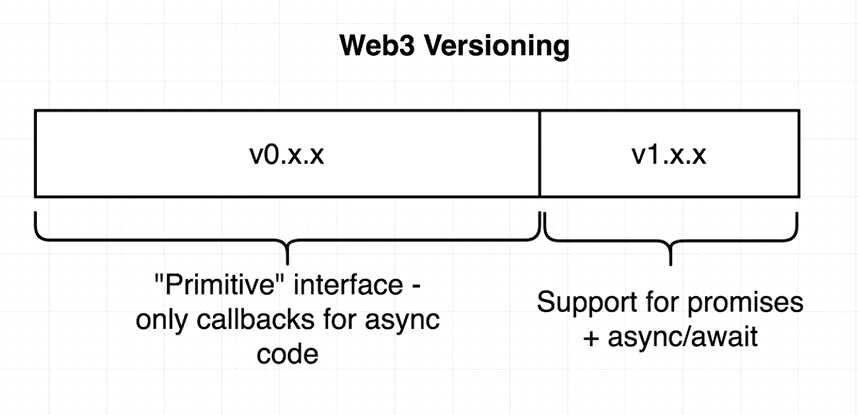 Web3 Versioning
v0.x.x
v1.x.x
"Primitive" interface -
only callbacks for async
code
Support for promises
+ async/await